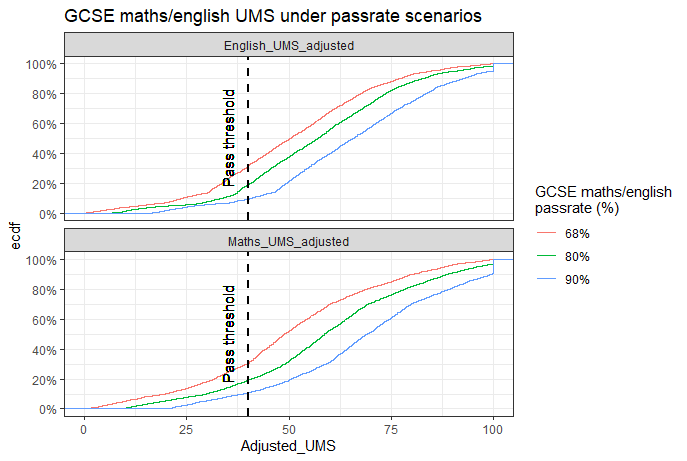 GCSE maths/english UMS under passrate scenarios
English_UMS_adjusted
100%
80%
60%
40%
20%
0%
Pass threshold
Maths_UMS_adjusted
100%
80%
60%
40%
20%
0%
Pass threshold
ecdf
0
25
50
75
100
Adjusted_UMS
GCSE maths/english
passrate (%)
68%
80%
90%